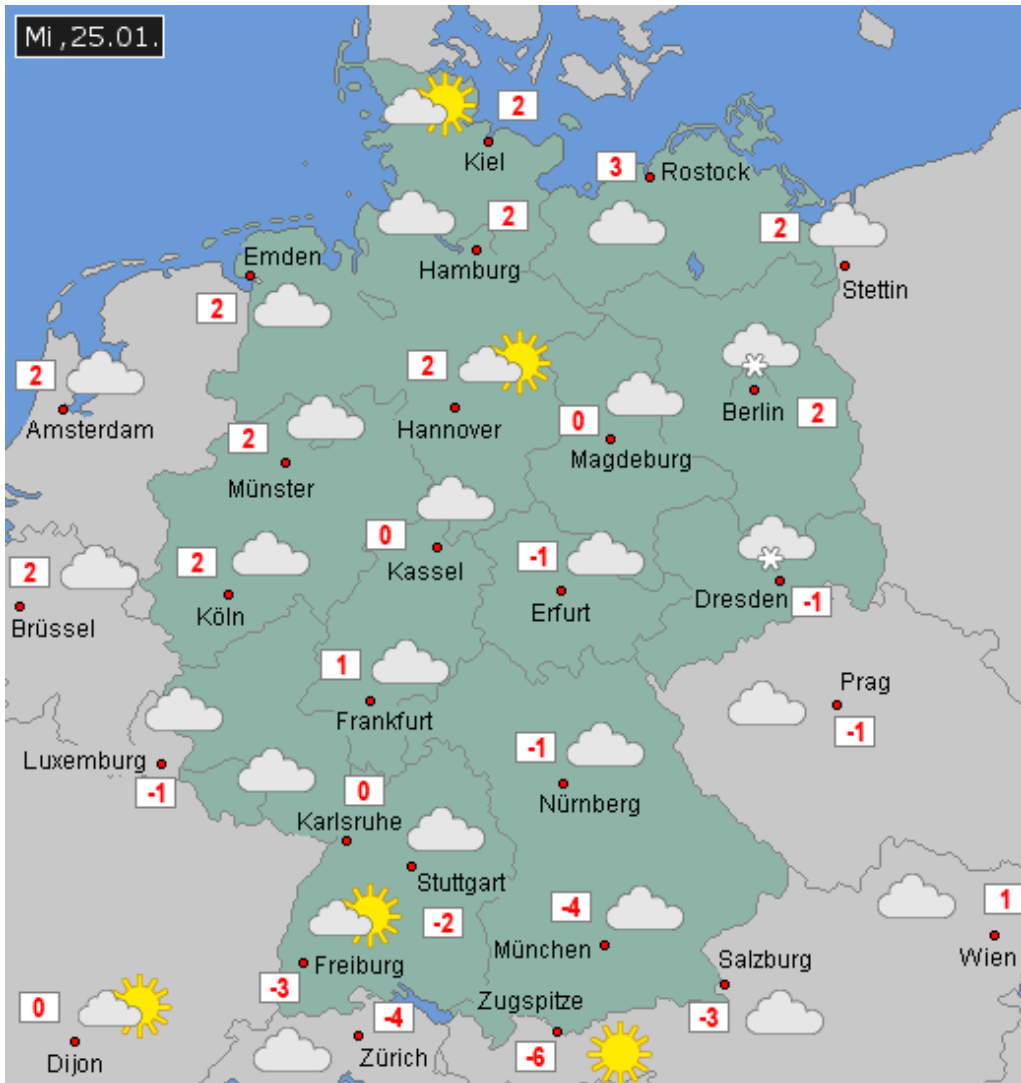 Mi ,25.01.
2
Kiel
3
Rostock
2
Hamburg
2
Stettin
Emden
2
2
Amsterdam
2
Hannover
0
Magdeburg
Berlin
2
2
Münster
0
Kassel
2
Brüssel
2
Köln
-1
Erfurt
Dresden
-1
1
Frankfurt
Prag
-1
Luxemburg
-1
-1
Nürnberg
0
Karlsruhe
Stuttgart
-2
-4
München
1
Wien
Freiburg
-3
Salzburg
-3
Zugspitze
-6
0
Dijon
-4
Zürich